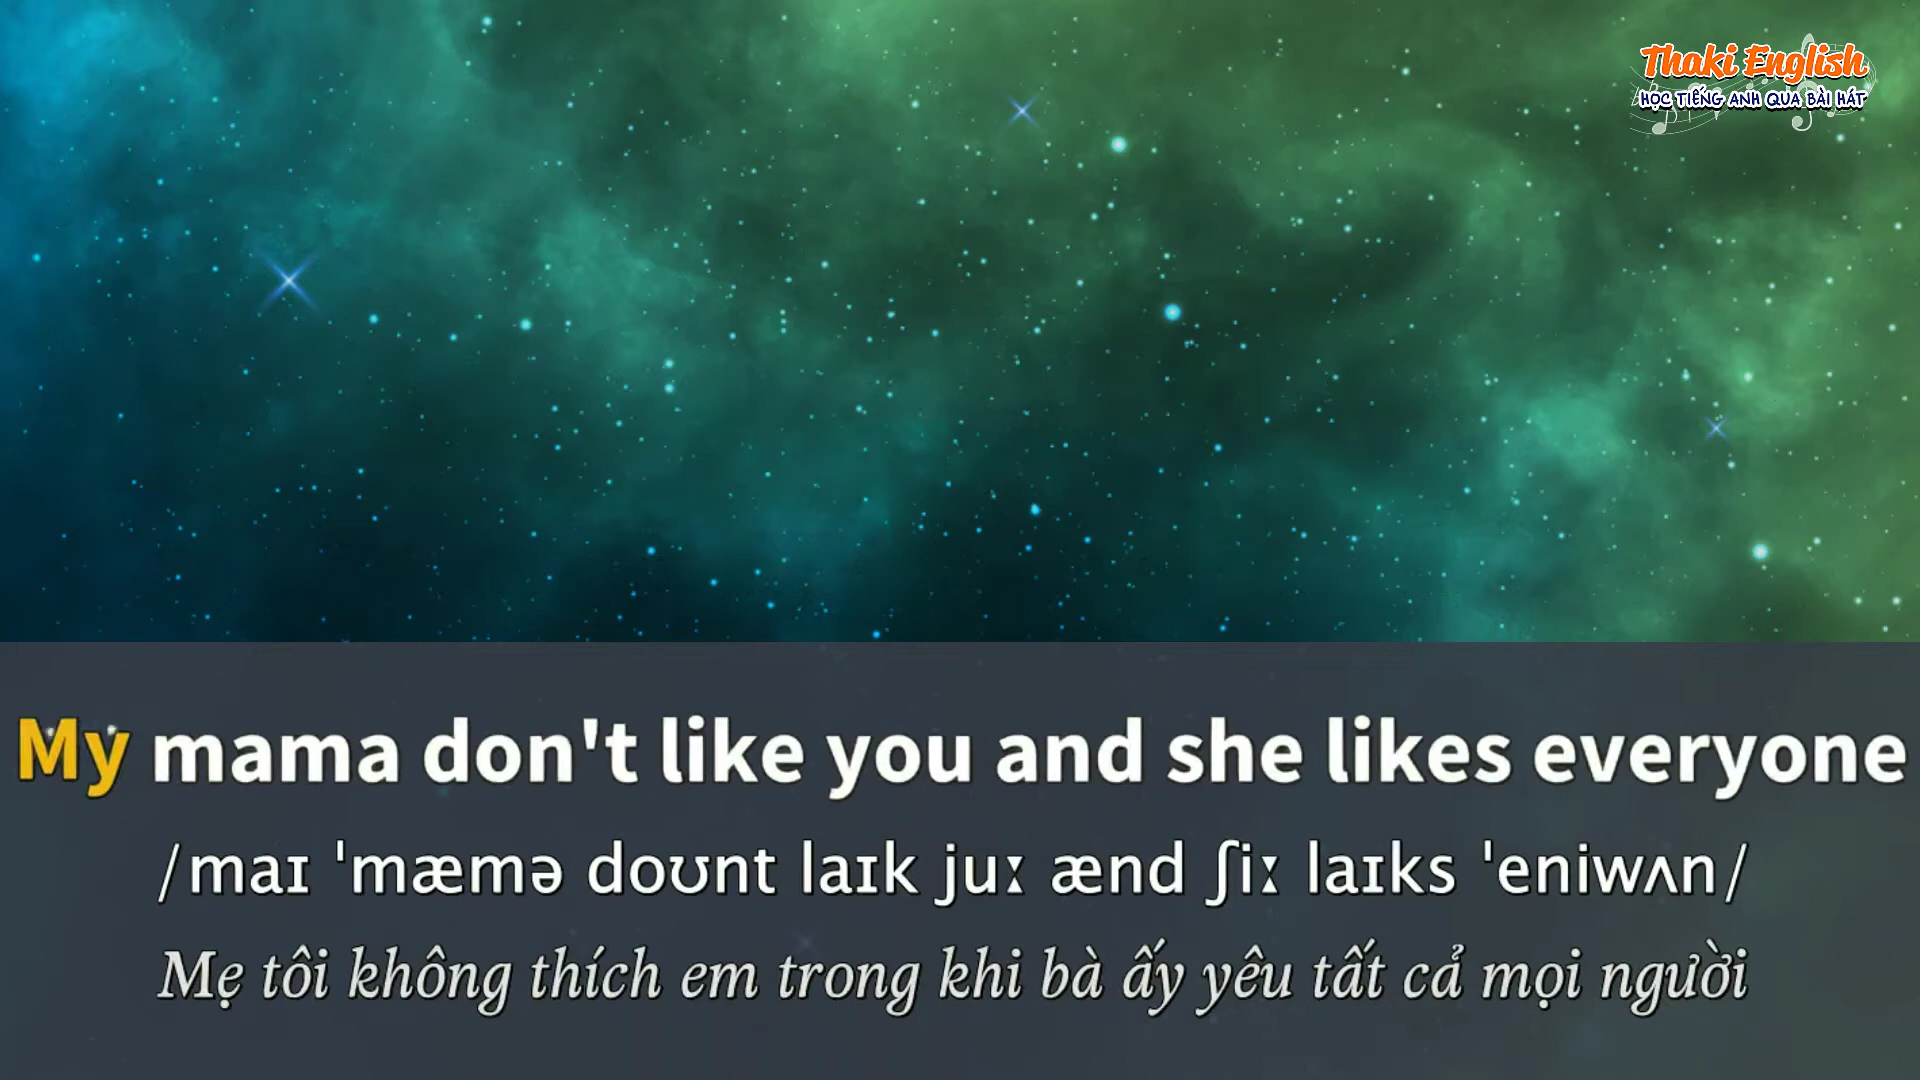 Thaki English
HỌC TIẾNG ANH QUA BÀI HÁT
My mama don't like you and she likes everyone
/maɪ ˈmæmə doʊnt laɪk juː ænd ʃiː laɪks ˈeniwʌn/
Mẹ tôi không thích em trong khi bà ấy yêu tất cả mọi người